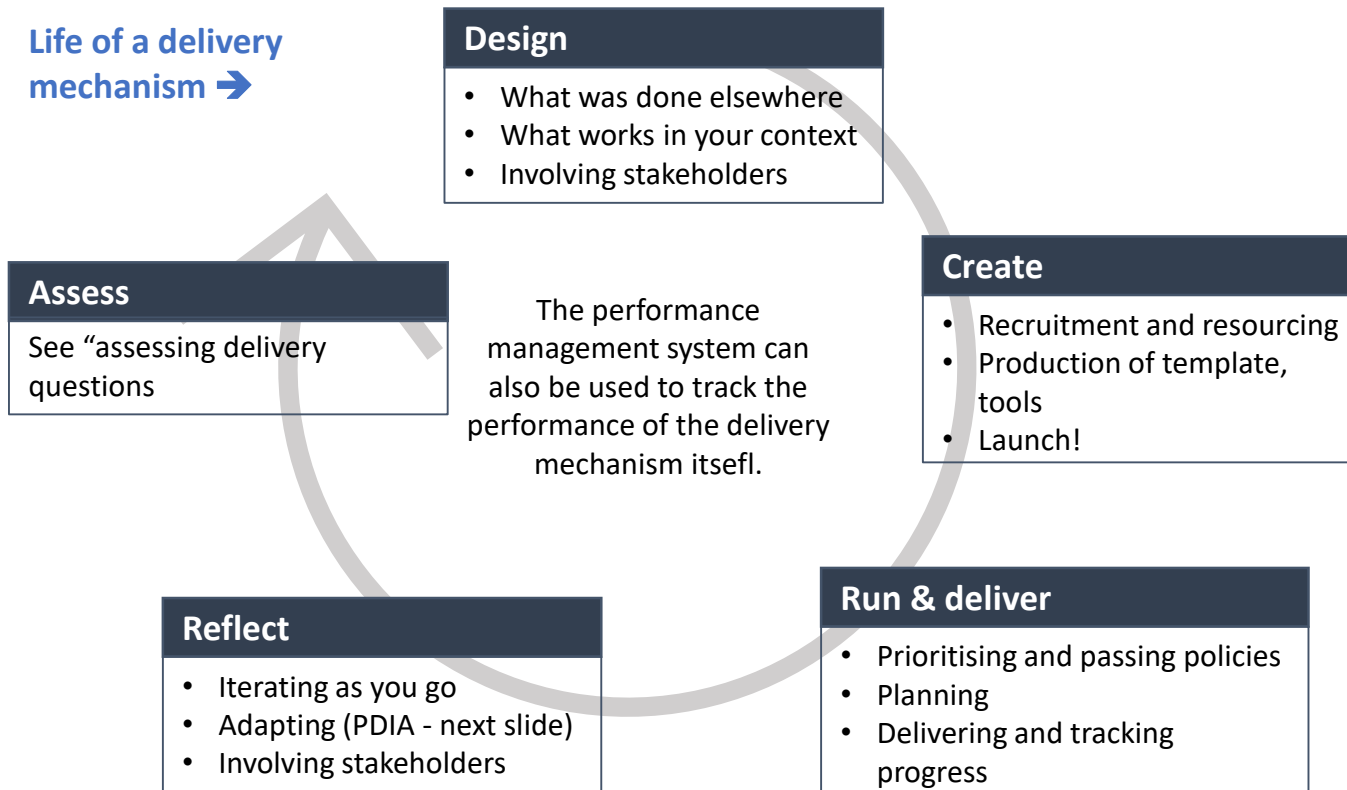 Life of a delivery
mechanism ➔
Design
• What was done elsewhere
• What works in your context
• Involving stakeholders
Create
• Recruitment and resourcing
• Production of template,
tools
• Launch!
Run & deliver
• Prioritising and passing policies
• Planning
• Delivering and tracking
progress
Reflect
• Iterating as you go
• Adapting (PDIA - next slide)
• Involving stakeholders
Assess
See “assessing delivery
questions
The performance
management system can
also be used to track the
performance of the delivery
mechanism itsefl.